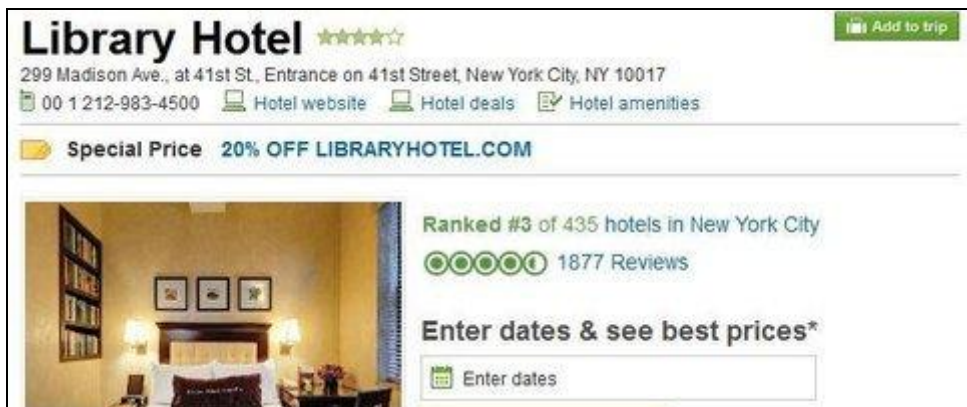 Library Hotel
Add to trip
299 Madison Ave., at 41st St., Entrance on 41st Street, New York City, NY 10017
00 1 212-983-4500 Hotel website Hotel deals Hotel amenities
Special Price 20% OFF LIBRARYHOTEL.COM
Ranked #3 of 435 hotels in New York City
1877 Reviews
Enter dates & see best prices*
Enter dates